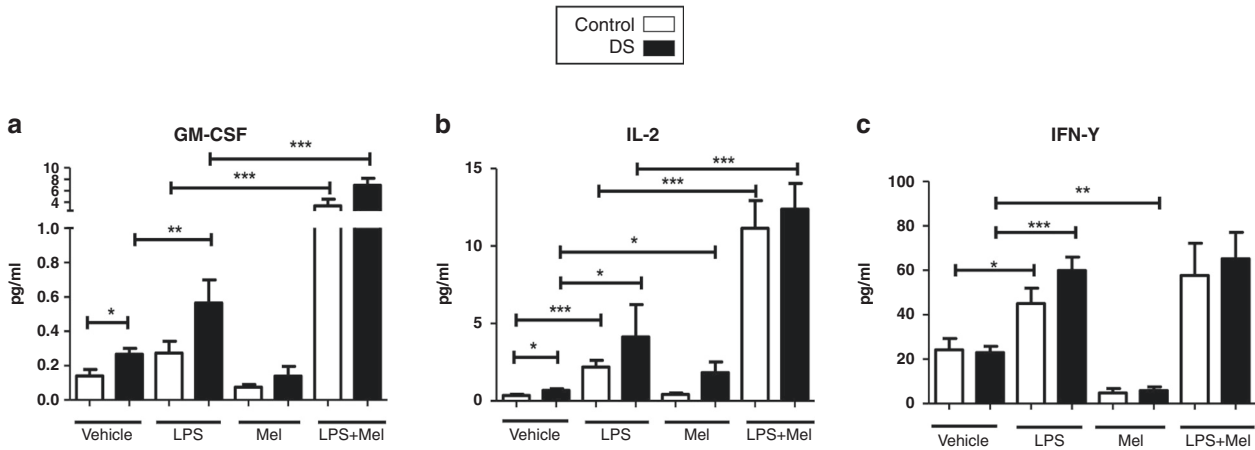 Control
DS
a
GM-CSF
pg/ml
10
8
6
4
1.0
0.8
0.6
0.4
0.2
0.0
*
**
***
***
Vehicle LPS Mel LPS+Mel
b
IL-2
pg/ml
15
10
5
0
*
***
*
*
***
***
Vehicle LPS Mel LPS+Mel
c
IFN-Y
pg/ml
100
80
60
40
20
0
*
***
**
Vehicle LPS Mel LPS+Mel